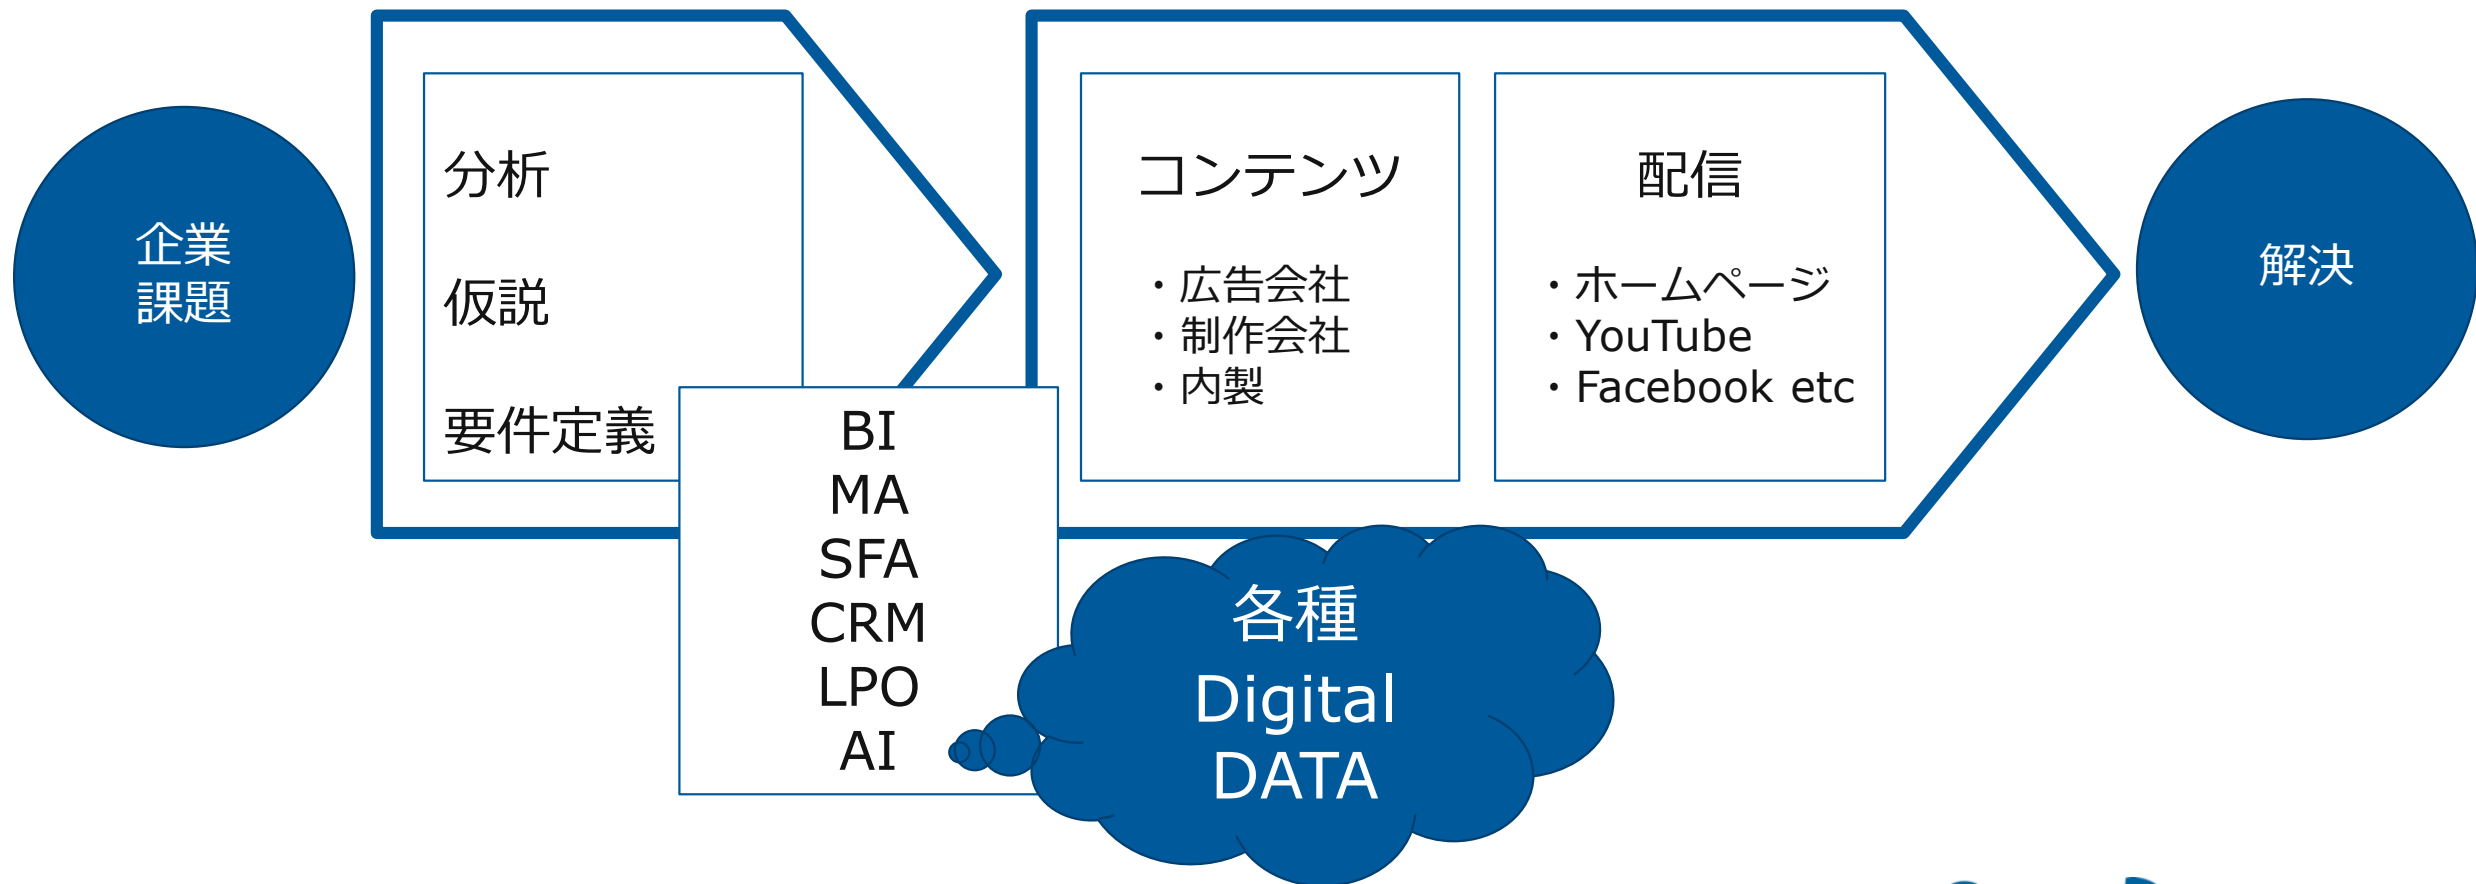 企業
課題
分析
仮説
要件定義
BI
MA
SFA
CRM
LPO
AI
コンテンツ
・広告会社
・制作会社
・内製
配信
・ホームページ
・YouTube
・Facebook etc
各種
Digital
DATA
解決